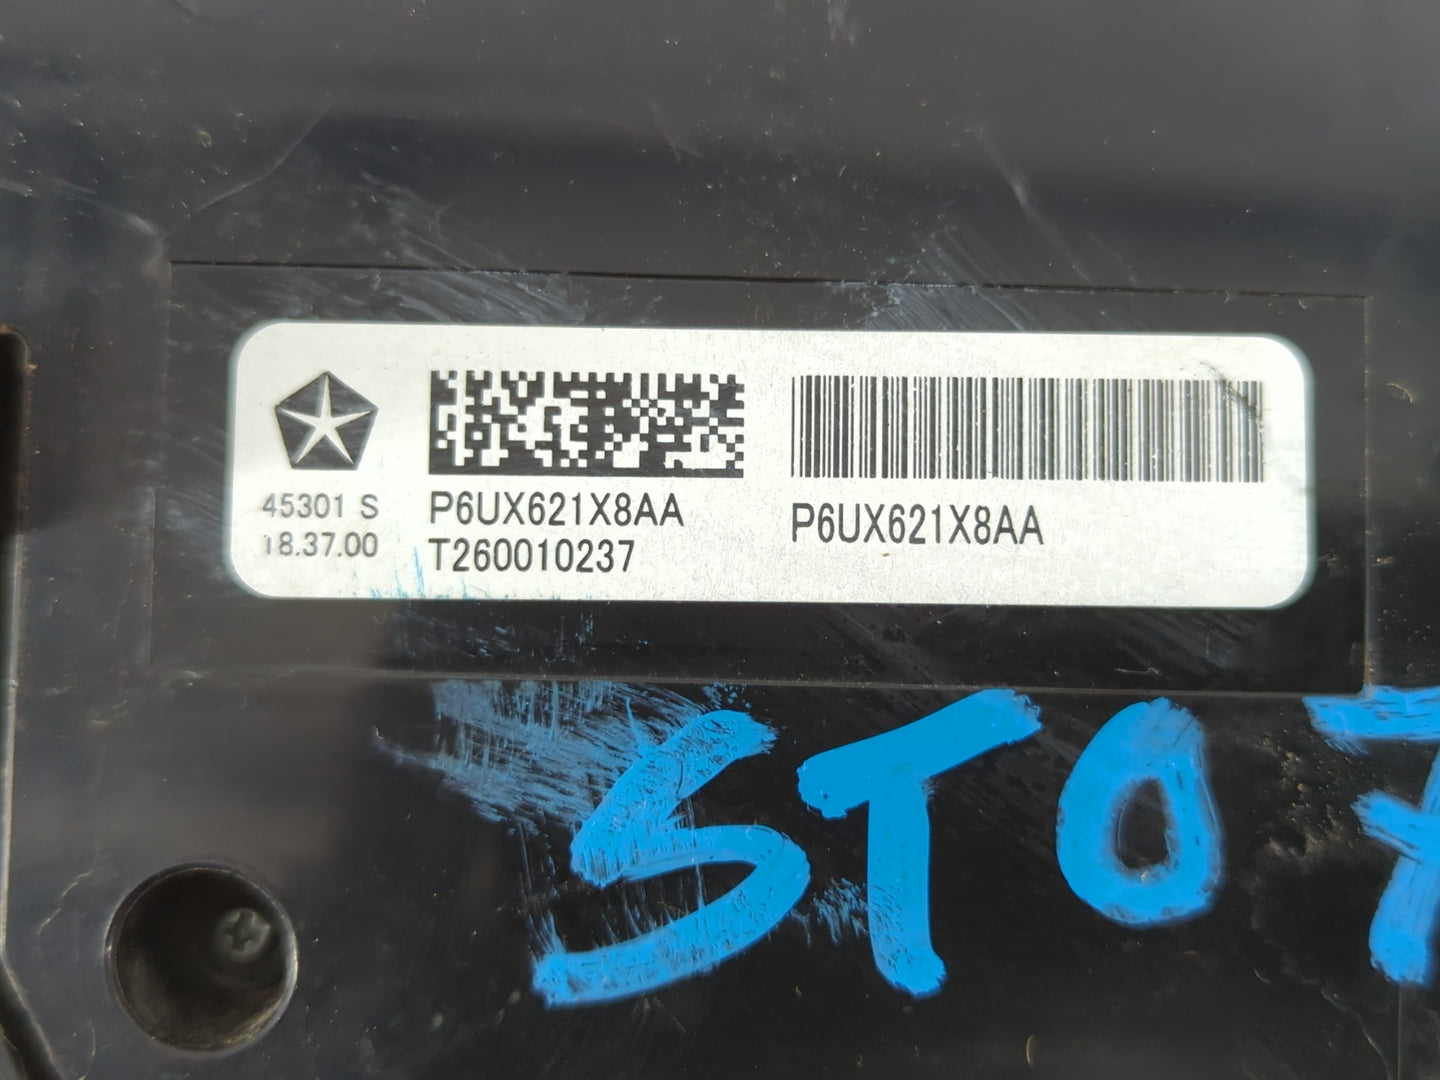 45301 S
18.37.00
P6UX621X8AA
T260010237
P6UX621X8AA
ST07